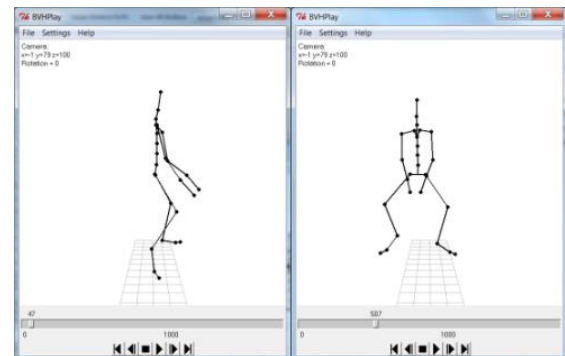 BVHPlay
File Settings Help
Camera:
x=-1 y=79 z=100
Rotation = 0
47
0 1000
BVHPlay
File Settings Help
Camera:
x=-1 y=79 z=100
Rotation = 0
507
0 1000